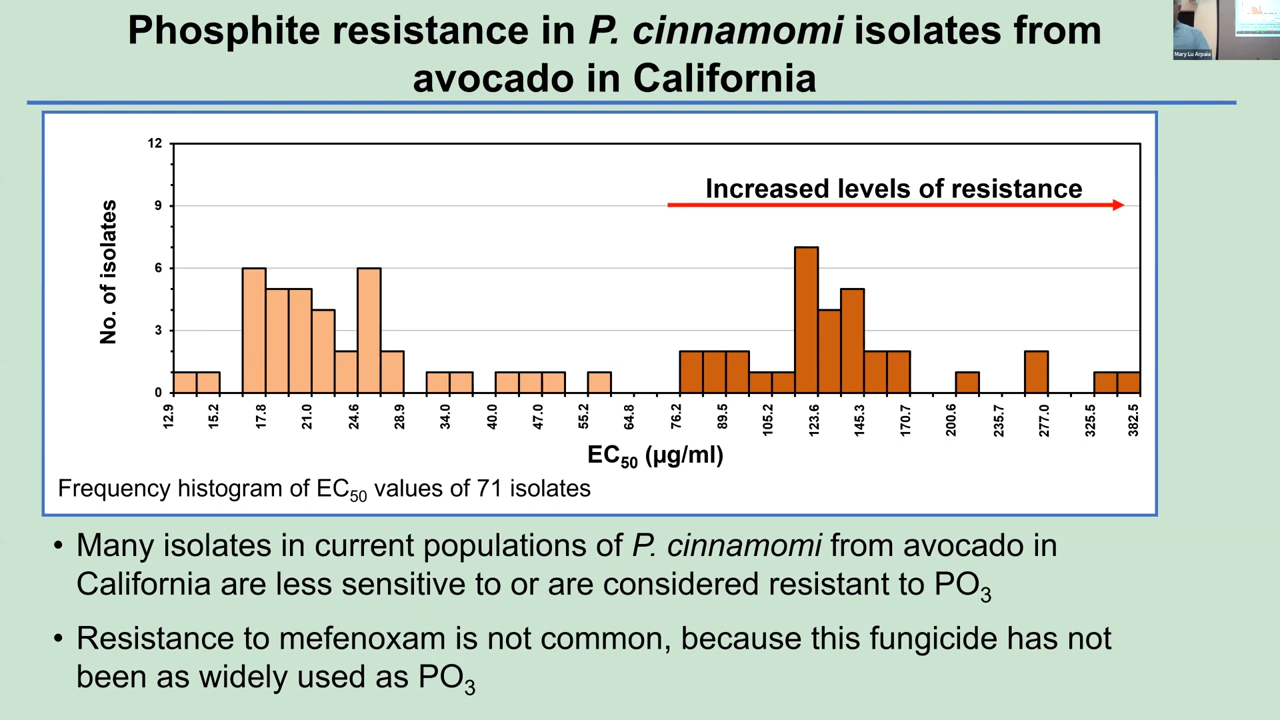 Phosphite resistance in P. cinnamomi isolates from
avocado in California
Mary Lu Arpaia
12
9
6
3
0
No. of isolates
Increased levels of resistance
12.9
15.2
17.8
21.0
24.6
28.9
34.0
40.0
47.0
55.2
64.8
76.2
89.5
105.2
123.6
145.3
170.7
200.6
235.7
277.0
325.5
382.5
EC50 (µg/ml)
Frequency histogram of EC50 values of 71 isolates
• Many isolates in current populations of P. cinnamomi from avocado in
California are less sensitive to or are considered resistant to PO3
• Resistance to mefenoxam is not common, because this fungicide has not
been as widely used as PO3